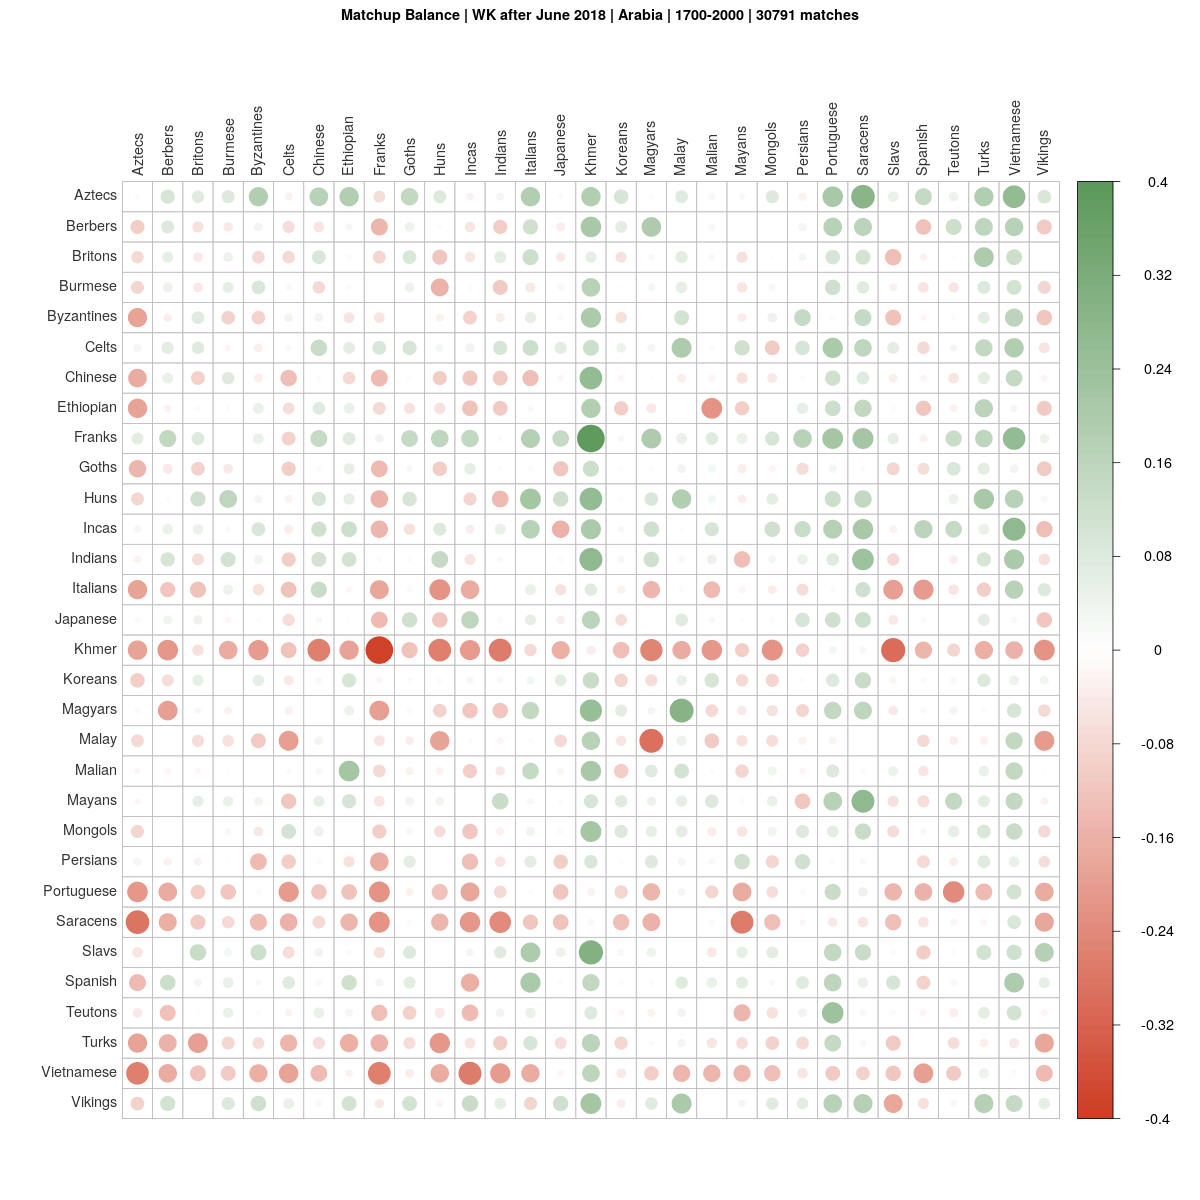 Matchup Balance | WK after June 2018 | Arabia | 1700-2000 | 30791 matches
Aztecs
Berbers
Britons
Burmese
Byzantines
Celts
Chinese
Ethiopian
Franks
Goths
Huns
Incas
Indians
Italians
Japanese
Khmer
Koreans
Magyars
Malay
Malian
Mayans
Mongols
Persians
Portuguese
Saracens
Slavs
Spanish
Teutons
Turks
Vietnamese
Vikings
Aztecs
Berbers
Britons
Burmese
Byzantines
Celts
Chinese
Ethiopian
Franks
Goths
Huns
Incas
Indians
Italians
Japanese
Khmer
Koreans
Magyars
Malay
Malian
Mayans
Mongols
Persians
Portuguese
Saracens
Slavs
Spanish
Teutons
Turks
Vietnamese
Vikings
0.4
0.32
0.24
0.16
0.08
0
-0.08
-0.16
-0.24
-0.32
-0.4